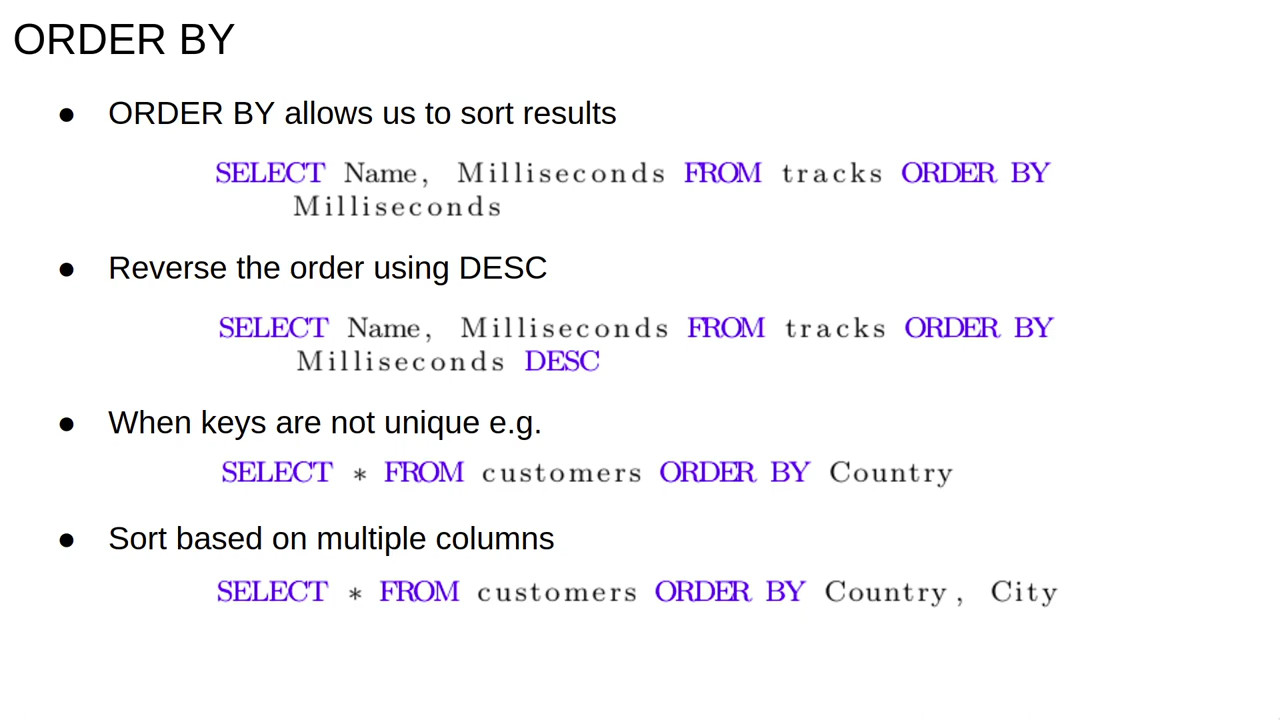 ORDER BY
● ORDER BY allows us to sort results
SELECT Name, Milliseconds FROM tracks ORDER BY
Milliseconds
● Reverse the order using DESC
SELECT Name, Milliseconds FROM tracks ORDER BY
Milliseconds DESC
● When keys are not unique e.g.
SELECT * FROM customers ORDER BY Country
● Sort based on multiple columns
SELECT * FROM customers ORDER BY Country, City